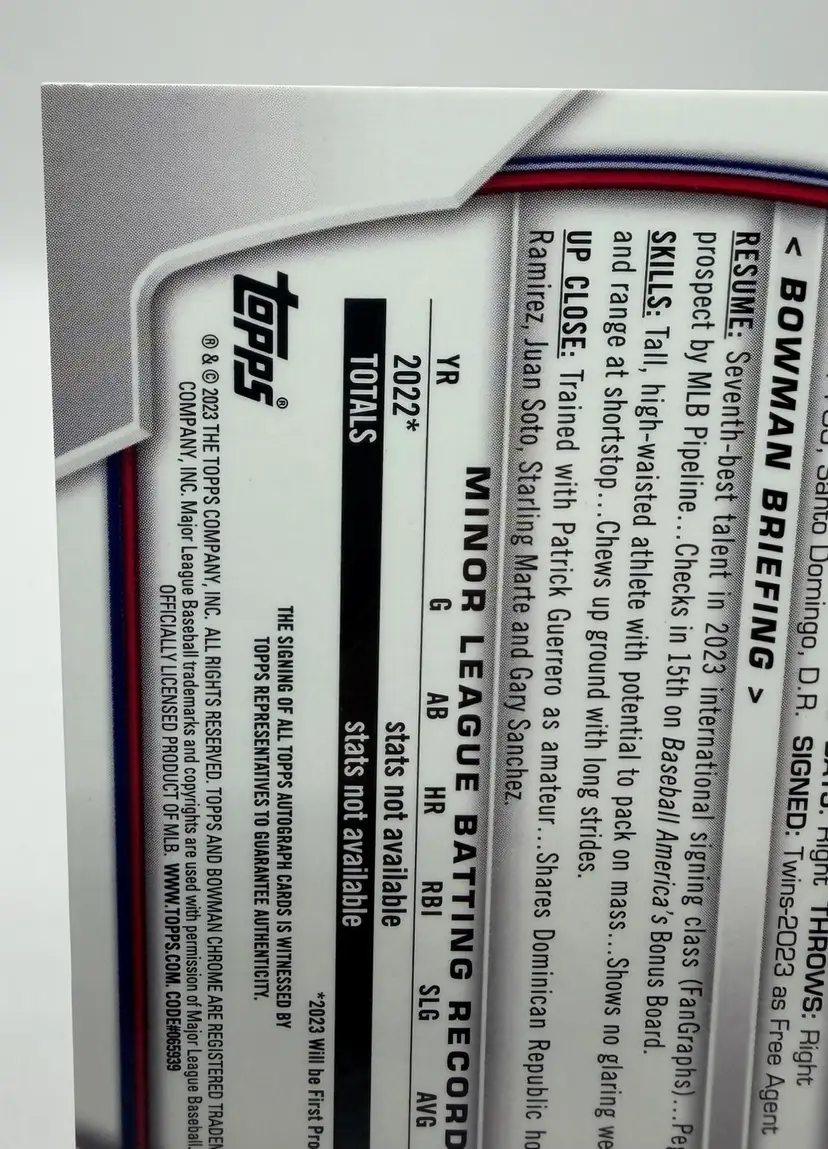 Santo Domingo, D.R. SIGNED: Twins-2023 as Free Agent
Right THROWS: Right
< BOWMAN BRIEFING >
RESUME: Seventh-best talent in 2023 international signing class (FanGraphs)...
prospect by MLB Pipeline...Checks in 15th on Baseball America's Bonus Board.
SKILLS: Tall, high-waisted athlete with potential to pack on mass...Shows no glaring
and range at shortstop...Chews up ground with long strides.
UP CLOSE: Trained with Patrick Guerrero as amateur...Shares Dominican Republic
Ramirez, Juan Soto, Starling Marte and Gary Sanchez.
MINOR LEAGUE BATTING RECORD
YR G AB HR RBI SLG AVG
2022* stats not available
TOTALS stats not available
*2023 Will be First
topps®
THE SIGNING OF ALL TOPPS AUTOGRAPH CARDS IS WITNESSED BY
TOPPS REPRESENTATIVES TO GUARANTEE AUTHENTICITY.
® & © 2023 THE TOPPS COMPANY, INC. ALL RIGHTS RESERVED. TOPPS AND BOWMAN CHROME ARE REGISTERED
COMPANY, INC. Major League Baseball trademarks and copyrights are used with permission of Major League Baseball.
OFFICIALLY LICENSED PRODUCT OF MLB. WWW.TOPPS.COM. CODE#065939